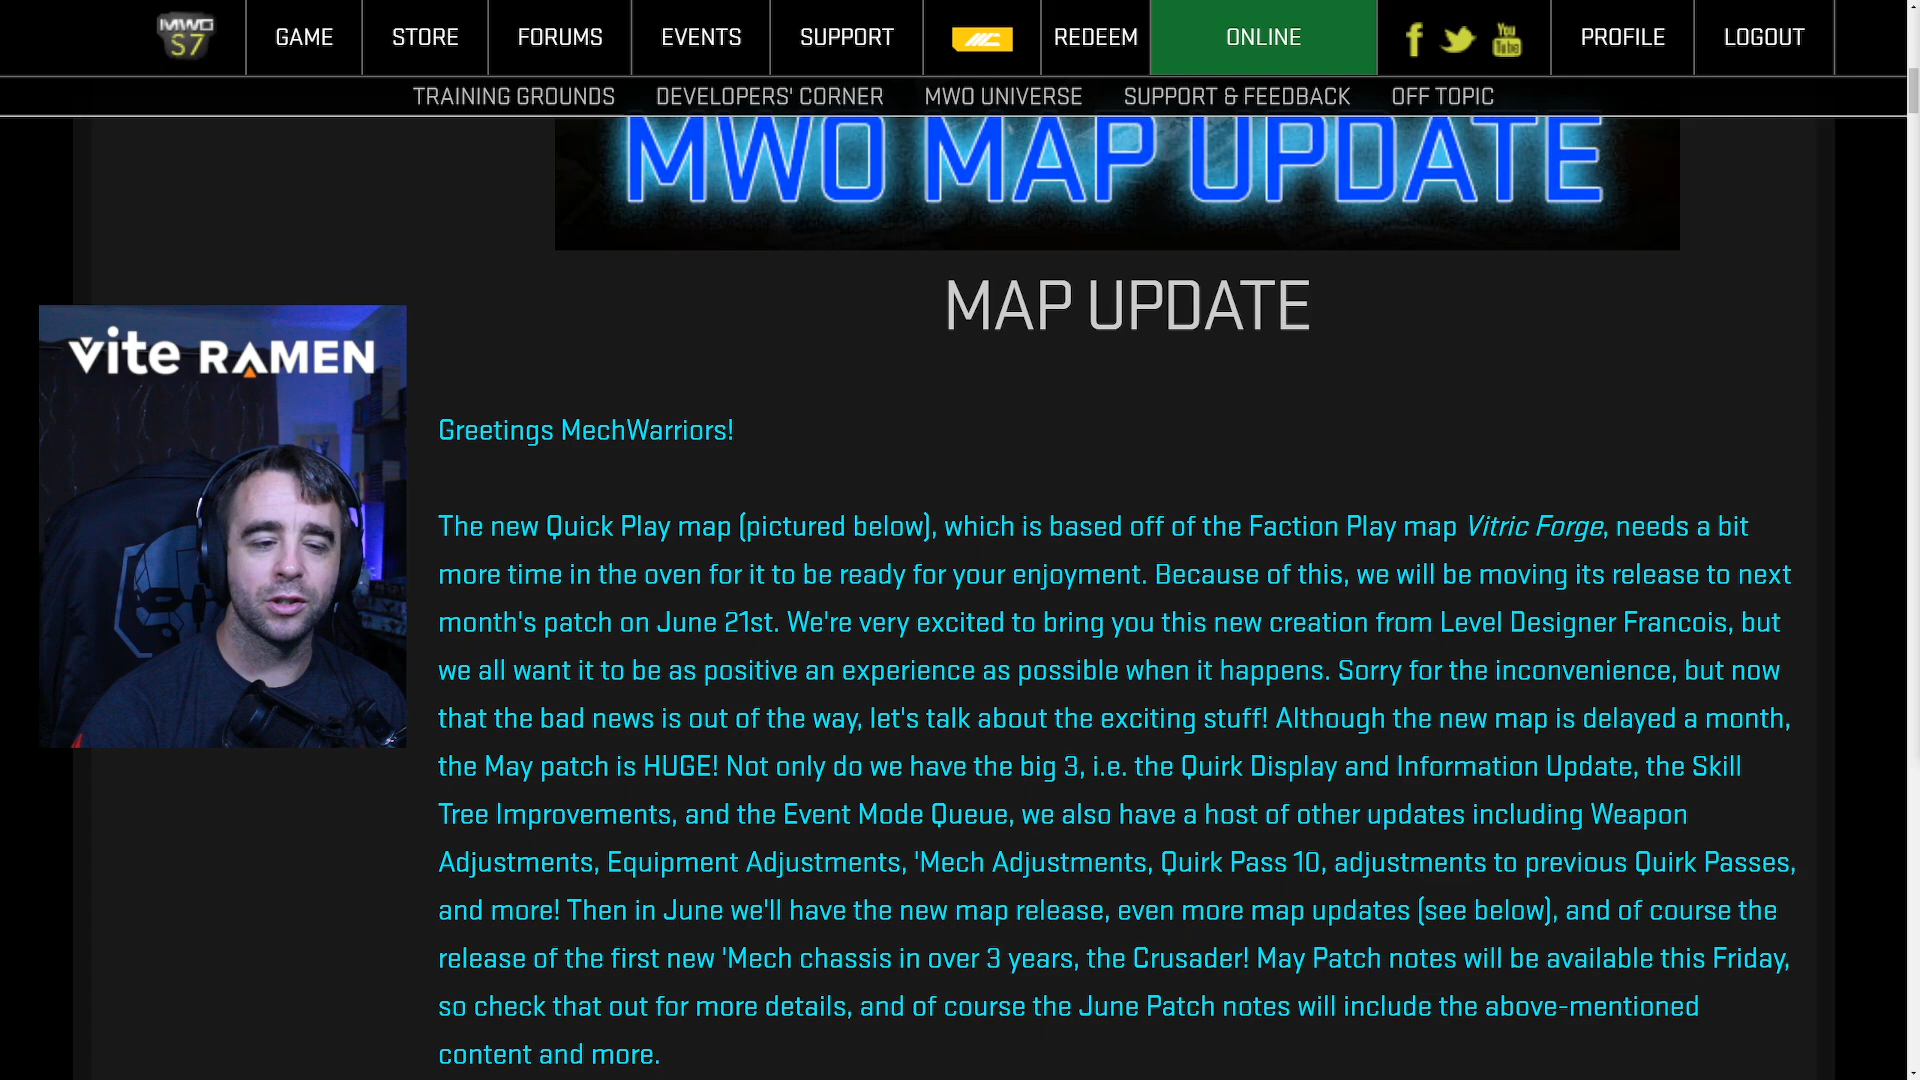 MWO
S7
GAME
STORE
FORUMS
EVENTS
SUPPORT
MC
REDEEM
ONLINE
f
You
Tube
PROFILE
LOGOUT
TRAINING GROUNDS
DEVELOPERS' CORNER
MWO UNIVERSE
SUPPORT & FEEDBACK
OFF TOPIC
MWO MAP UPDATE
MAP UPDATE
vite RAMEN
Greetings MechWarriors!
The new Quick Play map (pictured below), which is based off of the Faction Play map Vitric Forge, needs a bit
more time in the oven for it to be ready for your enjoyment. Because of this, we will be moving its release to next
month's patch on June 21st. We're very excited to bring you this new creation from Level Designer Francois, but
we all want it to be as positive an experience as possible when it happens. Sorry for the inconvenience, but now
that the bad news is out of the way, let's talk about the exciting stuff! Although the new map is delayed a month,
the May patch is HUGE! Not only do we have the big 3, i.e. the Quirk Display and Information Update, the Skill
Tree Improvements, and the Event Mode Queue, we also have a host of other updates including Weapon
Adjustments, Equipment Adjustments, 'Mech Adjustments, Quirk Pass 10, adjustments to previous Quirk Passes,
and more! Then in June we'll have the new map release, even more map updates (see below), and of course the
release of the first new 'Mech chassis in over 3 years, the Crusader! May Patch notes will be available this Friday,
so check that out for more details, and of course the June Patch notes will include the above-mentioned
content and more.